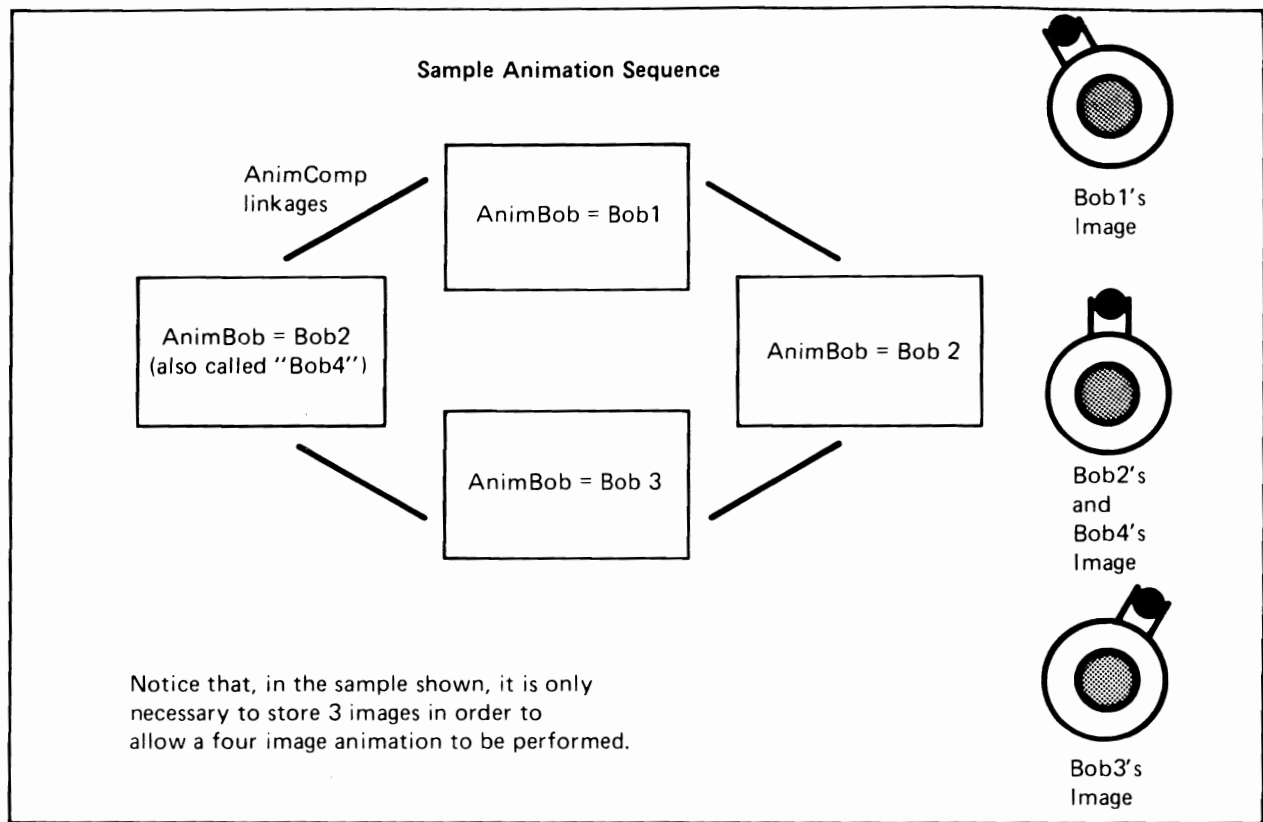 Sample Animation Sequence
AnimComp
linkages
AnimBob = Bob1
AnimBob = Bob2
(also called "Bob4")
AnimBob = Bob 2
AnimBob = Bob 3
Notice that, in the sample shown, it is only
necessary to store 3 images in order to
allow a four image animation to be performed.
Bob1's
Image
Bob2's
and
Bob4's
Image
Bob3's
Image